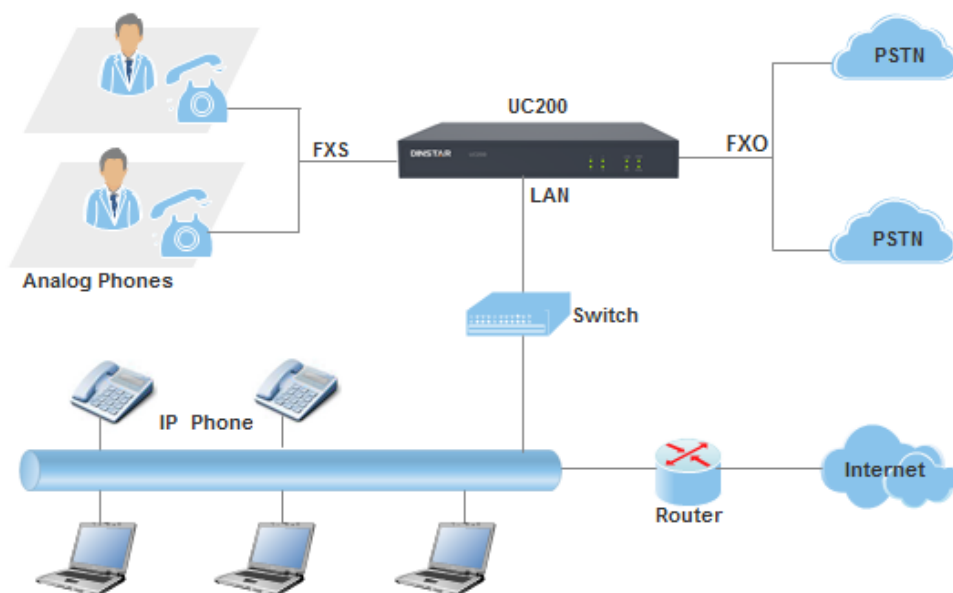 PSTN
UC200
FXS
DINSTAR
FXO
LAN
PSTN
Analog Phones
Switch
IP Phone
Internet
Router